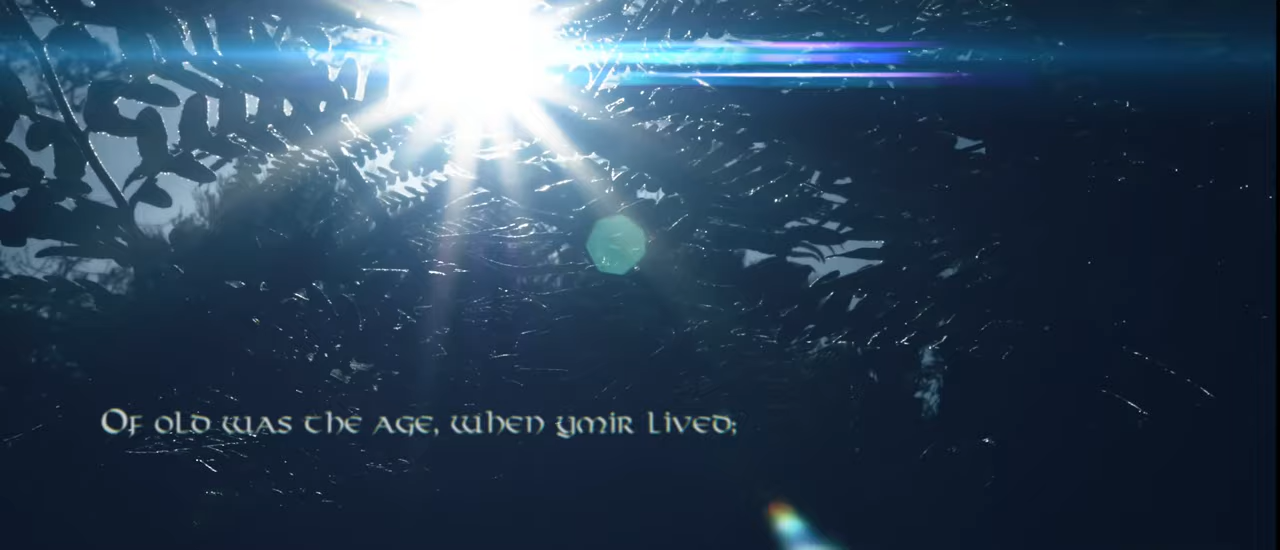 Of old was the age, when ymir lived;